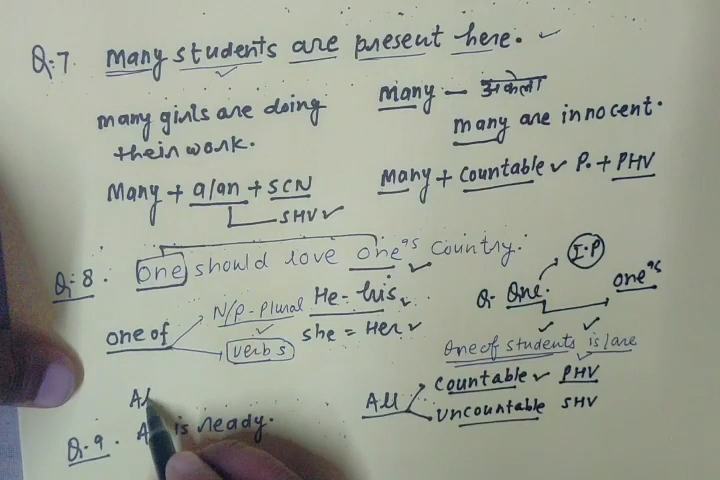 Q.7 many students are present here.
many girls are doing
their work.
many — अकेला
many are innocent.
Many + a/an + SCN
SHV
many + countable P. + PHV
Q.8. one should love one's country.
I.P
Q- One.
one's
one of
N/P- Plural
verb s
He - his
she = Her
One of students is/are
All
countable PHV
uncountable SHV
Al
Q.9. is ready.